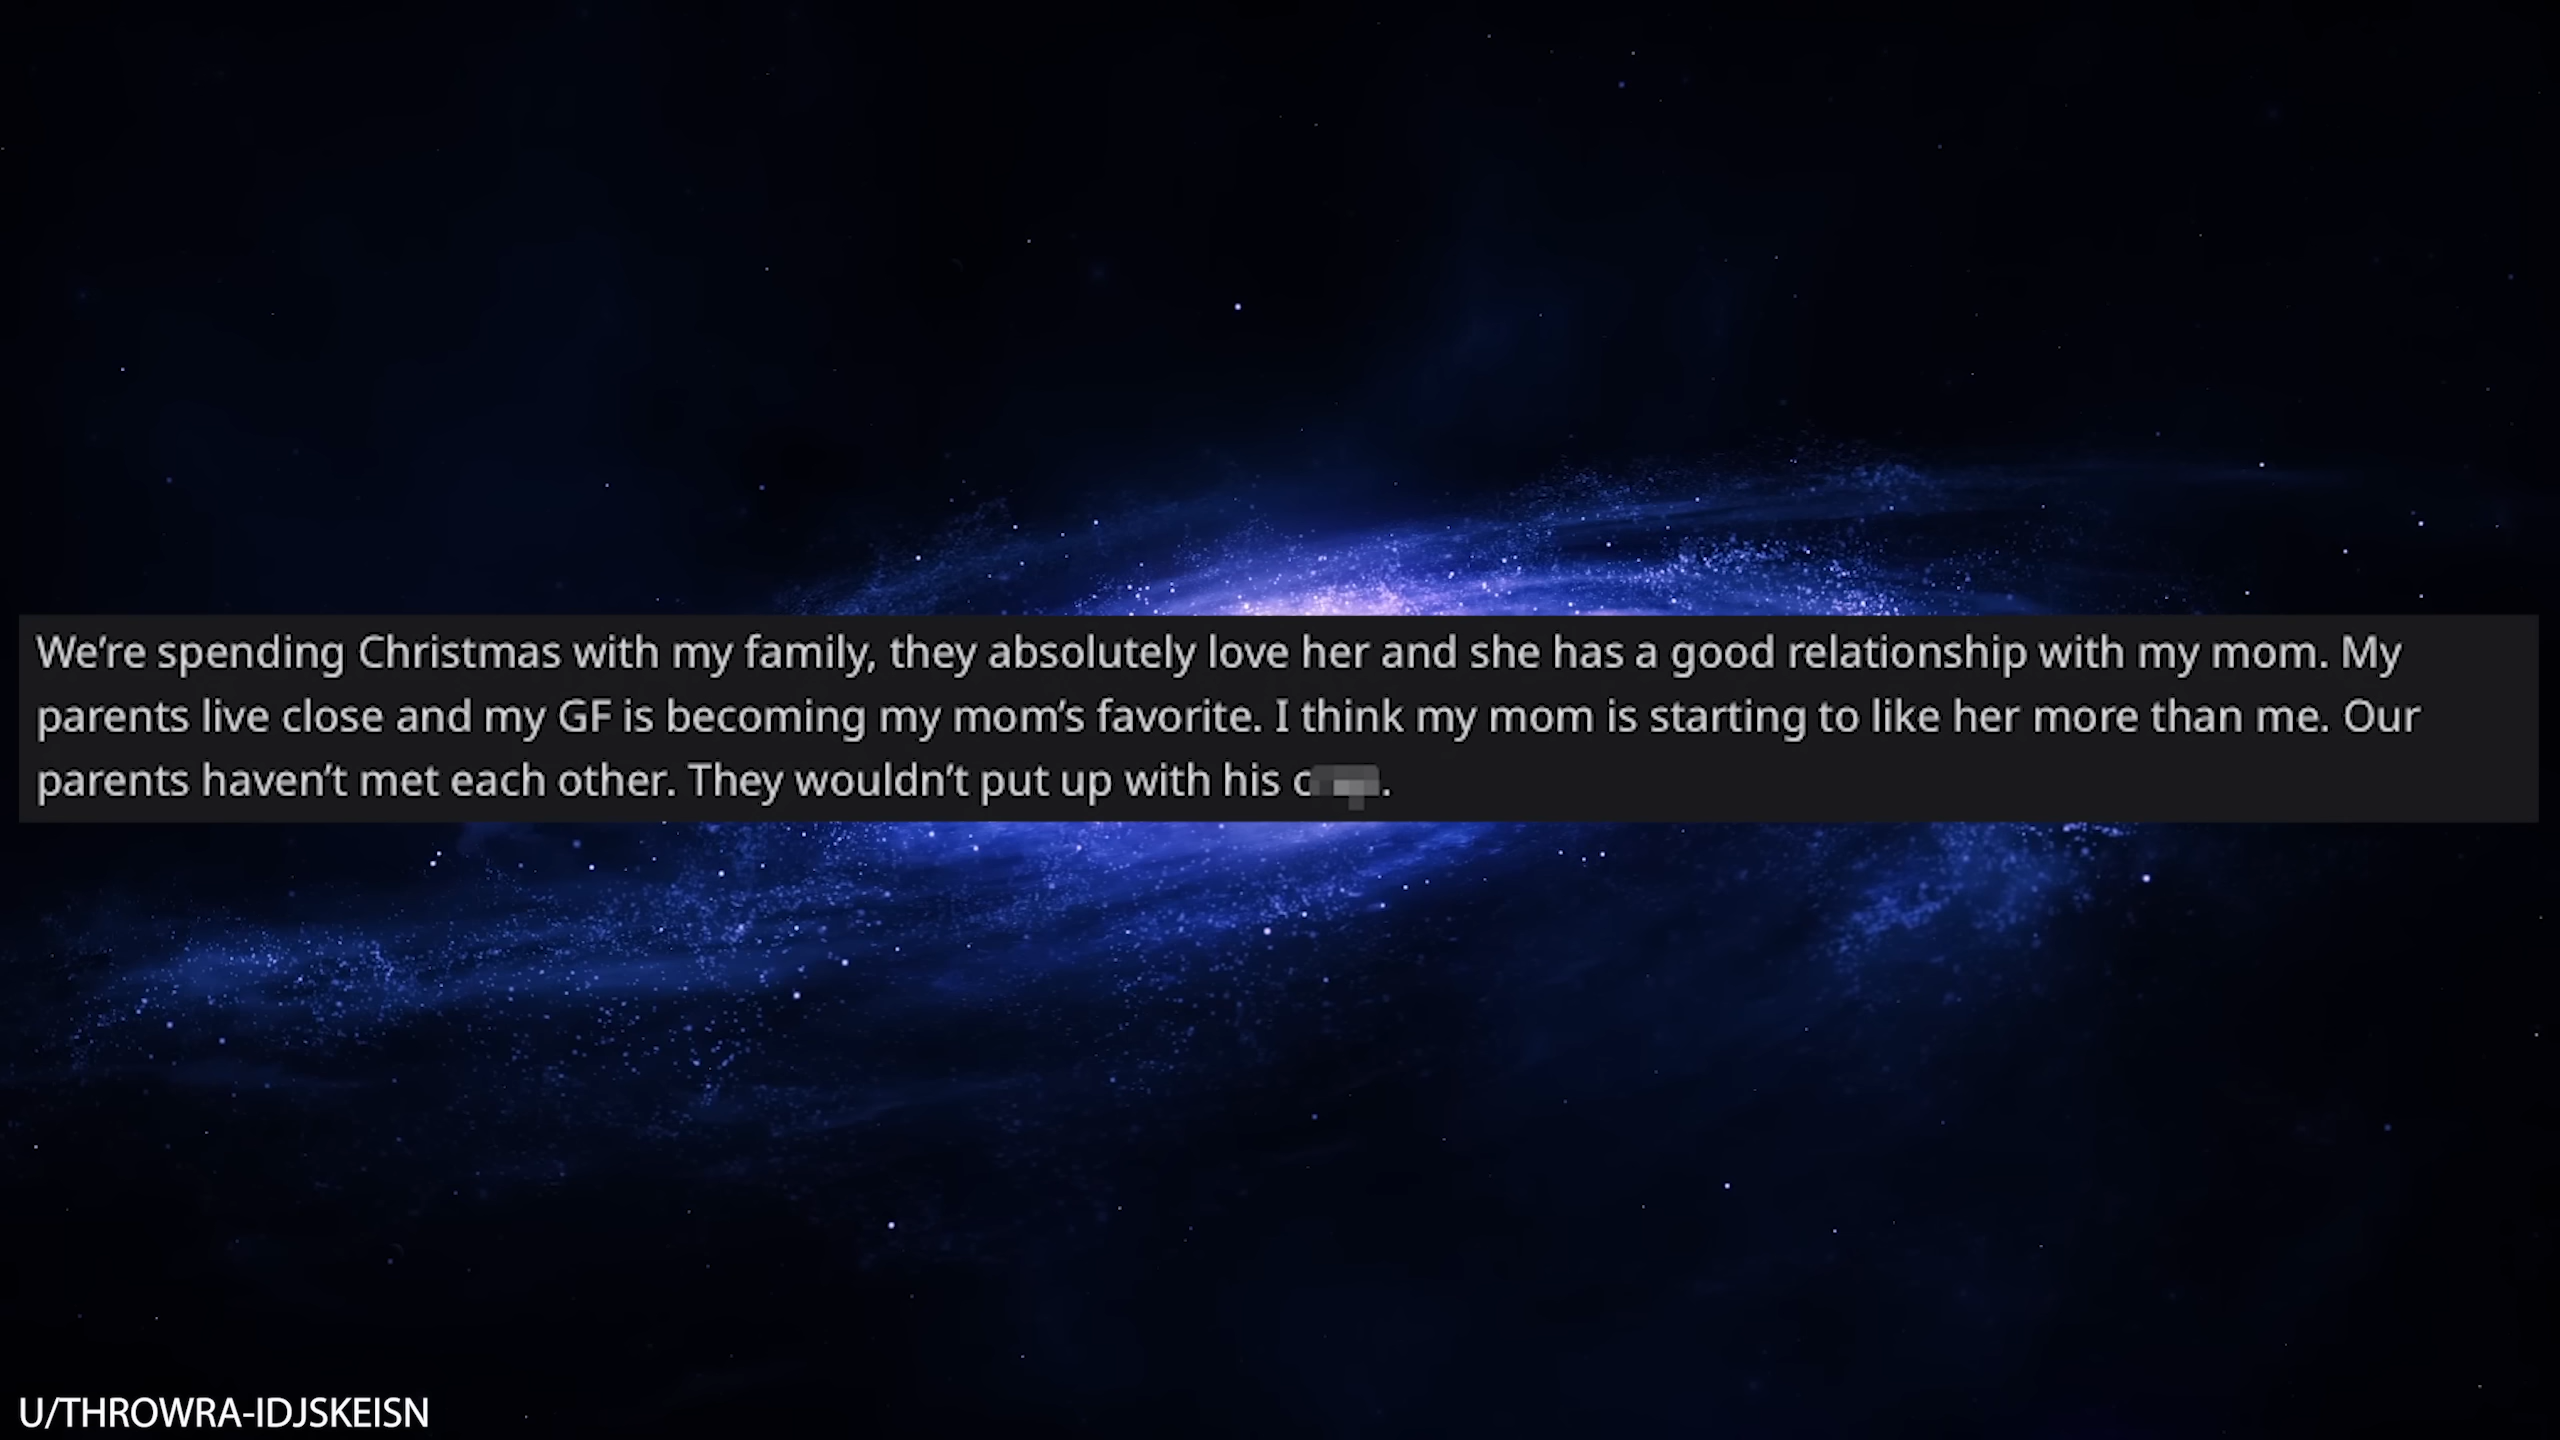 We're spending Christmas with my family, they absolutely love her and she has a good relationship with my mom. My
parents live close and my GF is becoming my mom's favorite. I think my mom is starting to like her more than me. Our
parents haven't met each other. They wouldn't put up with his
U/THROWRA-IDJSKEISN